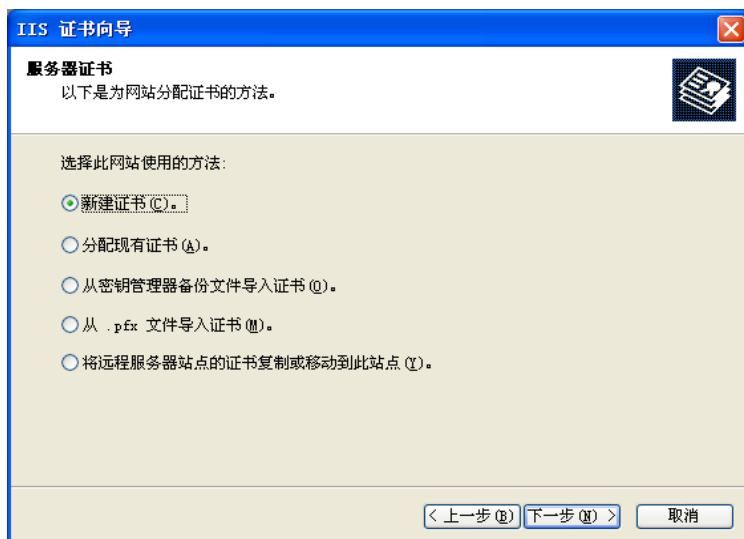 IIS 证书向导
服务器证书
以下是为网站分配证书的方法。
选择此网站使用的方法:
新建证书(C)。
分配现有证书(A)。
从密钥管理器备份文件导入证书(O)。
从 .pfx 文件导入证书(M)。
将远程服务器站点的证书复制或移动到此站点(Y)。
< 上一步(B) 下一步(N) > 取消